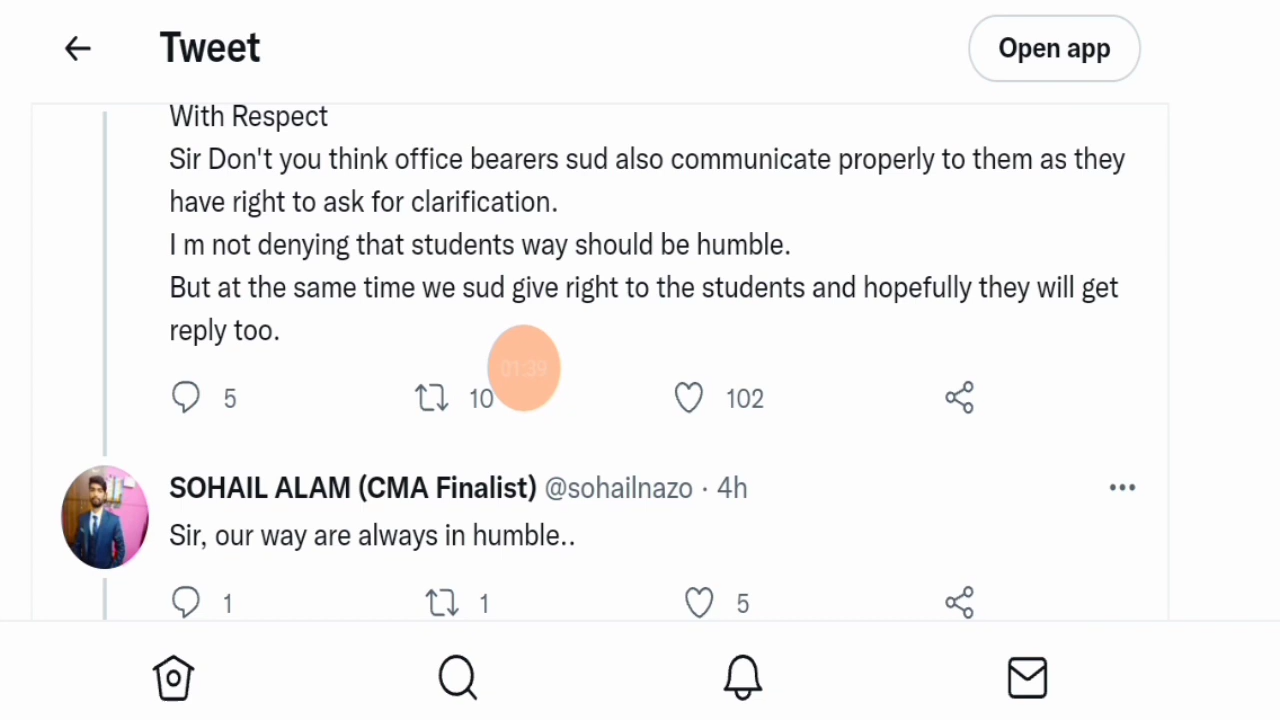 Tweet
Open app
With Respect
Sir Don't you think office bearers sud also communicate properly to them as they
have right to ask for clarification.
I m not denying that students way should be humble.
But at the same time we sud give right to the students and hopefully they will get
reply too.
01:39
5 10 102
SOHAIL ALAM (CMA Finalist) @sohailnazo · 4h
Sir, our way are always in humble..
1 1 5